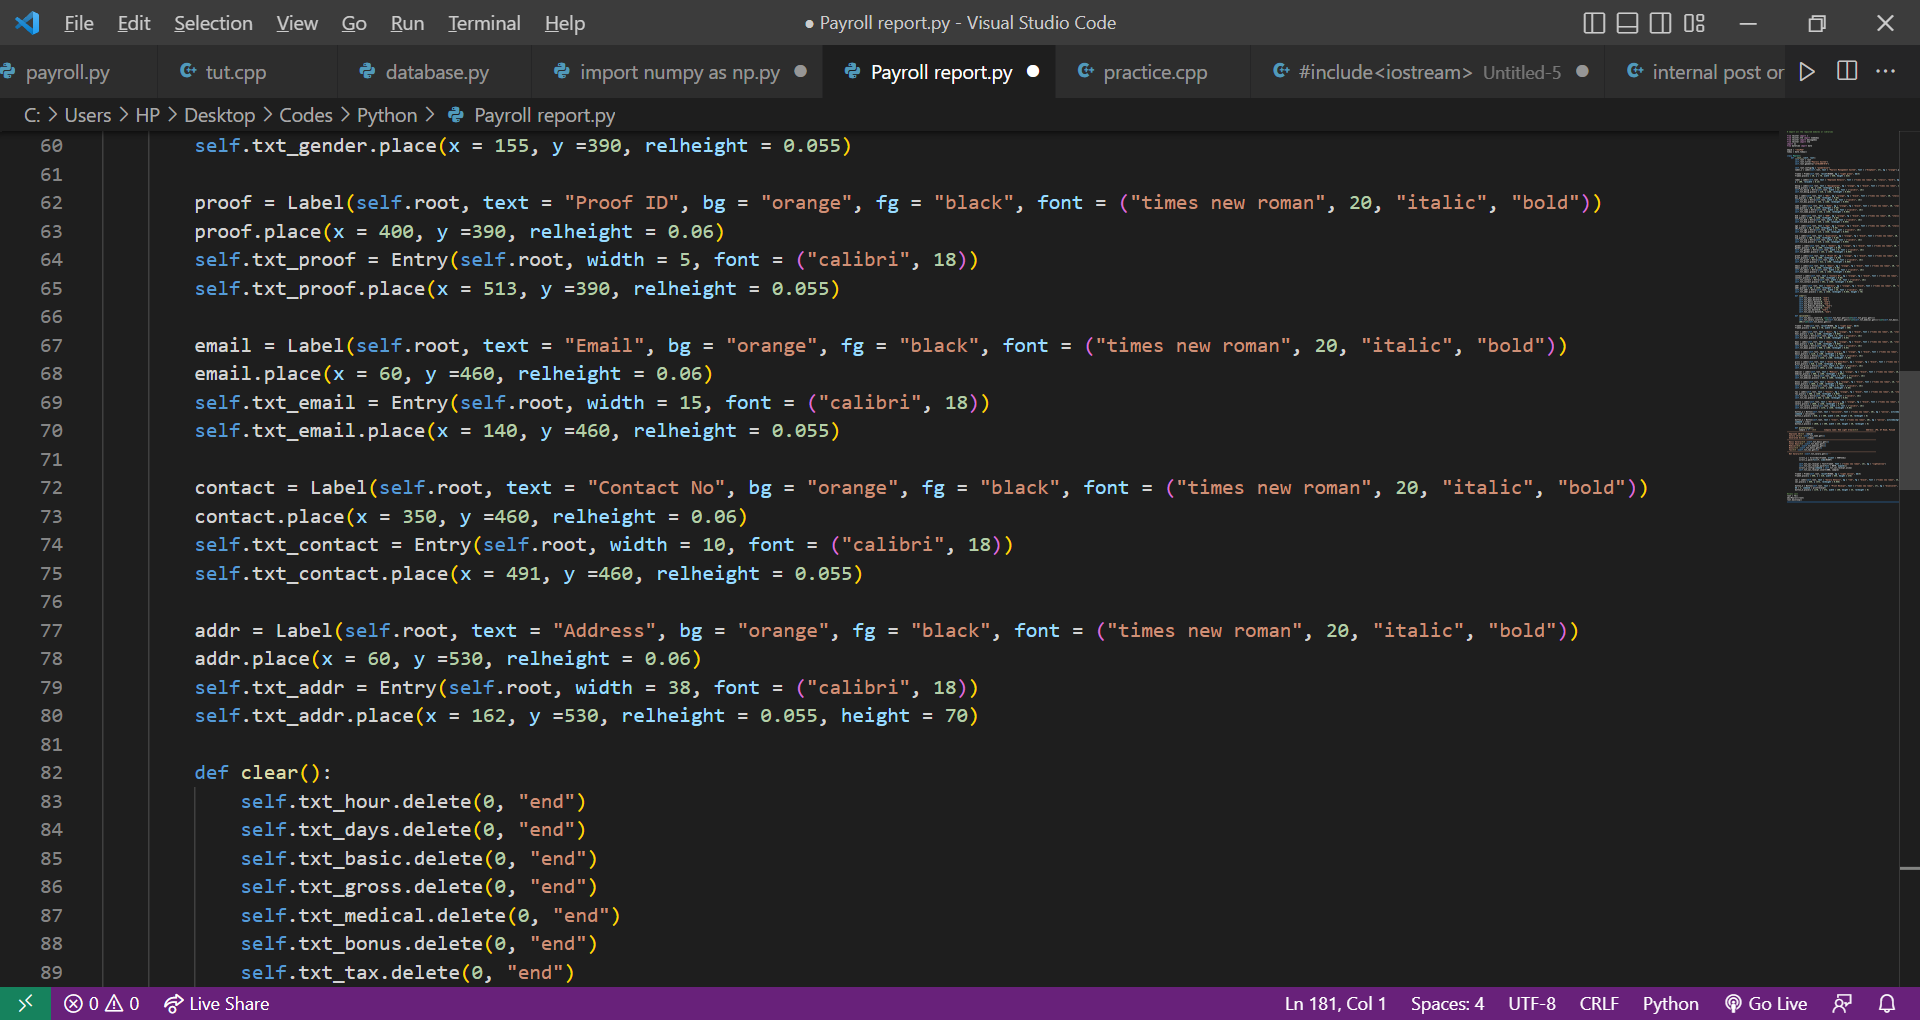 File Edit Selection View Go Run Terminal Help ● Payroll report.py - Visual Studio Code
payroll.py tut.cpp database.py import numpy as np.py Payroll report.py practice.cpp #include<iostream> Untitled-5 internal post or
C: > Users > HP > Desktop > Codes > Python > Payroll report.py
60 self.txt_gender.place(x = 155, y =390, relheight = 0.055)
61
62 proof = Label(self.root, text = "Proof ID", bg = "orange", fg = "black", font = ("times new roman", 20, "italic", "bold"))
63 proof.place(x = 400, y =390, relheight = 0.06)
64 self.txt_proof = Entry(self.root, width = 5, font = ("calibri", 18))
65 self.txt_proof.place(x = 513, y =390, relheight = 0.055)
66
67 email = Label(self.root, text = "Email", bg = "orange", fg = "black", font = ("times new roman", 20, "italic", "bold"))
68 email.place(x = 60, y =460, relheight = 0.06)
69 self.txt_email = Entry(self.root, width = 15, font = ("calibri", 18))
70 self.txt_email.place(x = 140, y =460, relheight = 0.055)
71
72 contact = Label(self.root, text = "Contact No", bg = "orange", fg = "black", font = ("times new roman", 20, "italic", "bold"))
73 contact.place(x = 350, y =460, relheight = 0.06)
74 self.txt_contact = Entry(self.root, width = 10, font = ("calibri", 18))
75 self.txt_contact.place(x = 491, y =460, relheight = 0.055)
76
77 addr = Label(self.root, text = "Address", bg = "orange", fg = "black", font = ("times new roman", 20, "italic", "bold"))
78 addr.place(x = 60, y =530, relheight = 0.06)
79 self.txt_addr = Entry(self.root, width = 38, font = ("calibri", 18))
80 self.txt_addr.place(x = 162, y =530, relheight = 0.055, height = 70)
81
82 def clear():
83 self.txt_hour.delete(0, "end")
84 self.txt_days.delete(0, "end")
85 self.txt_basic.delete(0, "end")
86 self.txt_gross.delete(0, "end")
87 self.txt_medical.delete(0, "end")
88 self.txt_bonus.delete(0, "end")
89 self.txt_tax.delete(0, "end")
0 0 Live Share Ln 181, Col 1 Spaces: 4 UTF-8 CRLF Python Go Live